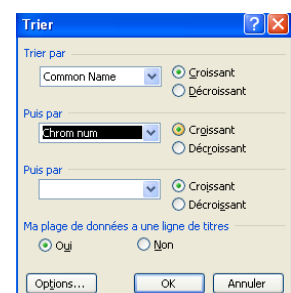 Trier
Trier par
Common Name
Croissant
Décroissant
Puis par
Chrom num
Croissant
Décroissant
Puis par
Croissant
Décroissant
Ma plage de données a une ligne de titres
Oui Non
Options... OK Annuler